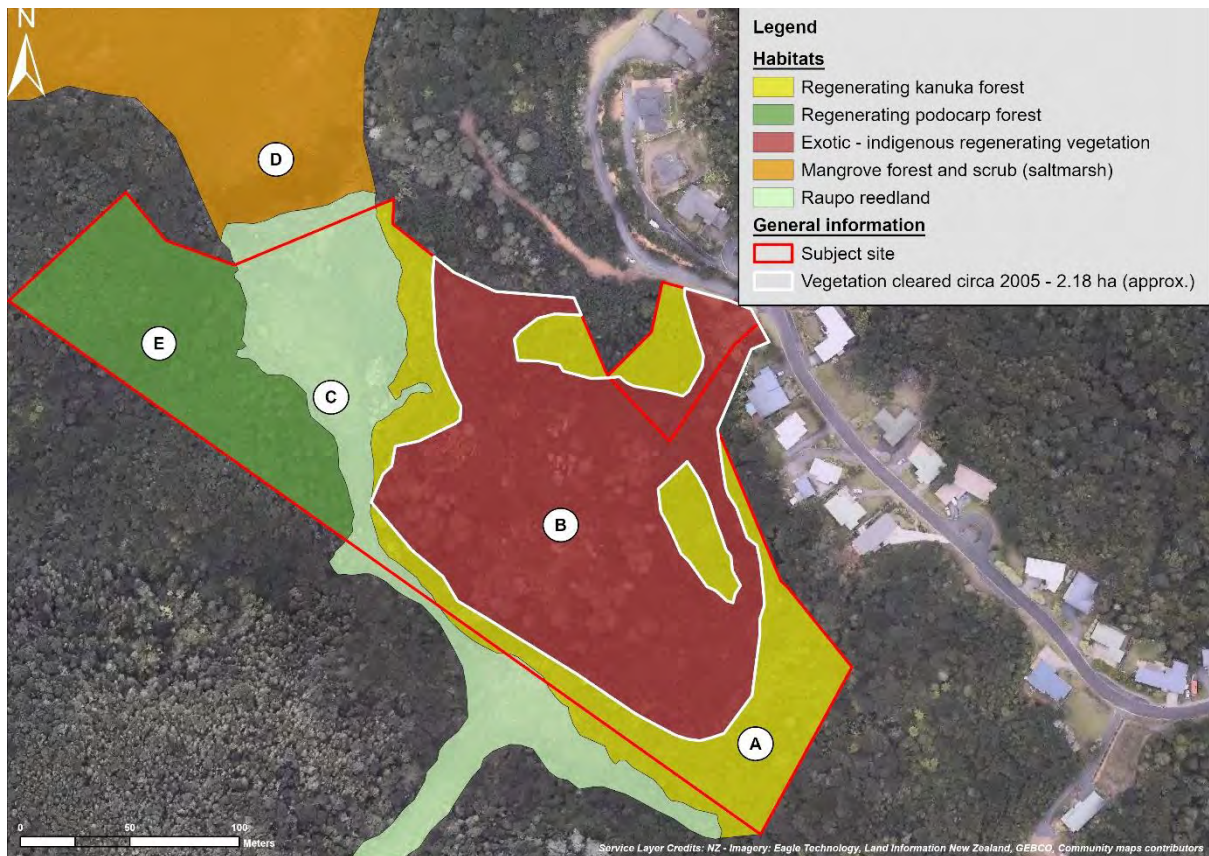 N
Legend
Habitats
Regenerating kanuka forest
Regenerating podocarp forest
Exotic - indigenous regenerating vegetation
Mangrove forest and scrub (saltmarsh)
Raupo reedland
General information
Subject site
Vegetation cleared circa 2005 - 2.18 ha (approx.)
D
E
C
B
A
0 50 100
Meters
Service Layer Credits: NZ - Imagery: Eagle Technology, Land Information New Zealand, GEBCO, Community maps contributors